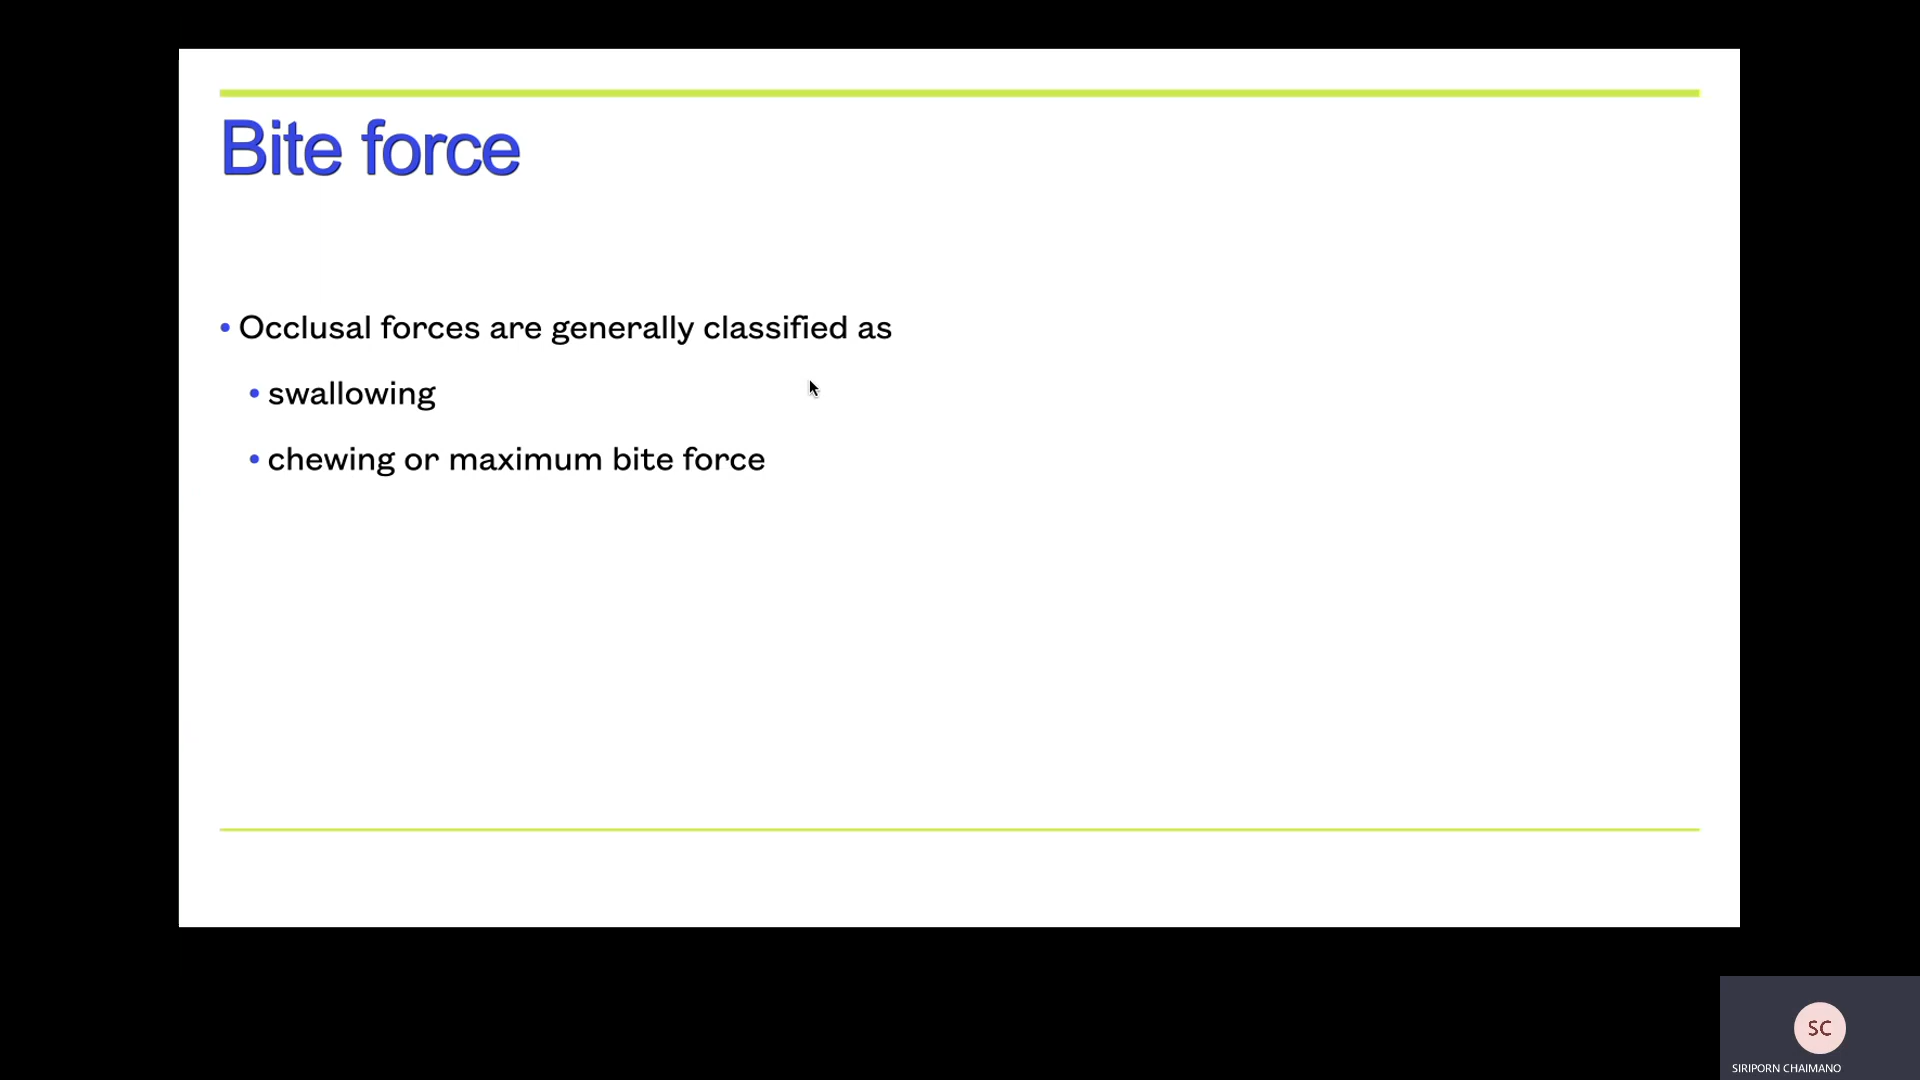 Bite force
• Occlusal forces are generally classified as
• swallowing
• chewing or maximum bite force
SC
SIRIPORN CHAIMANO